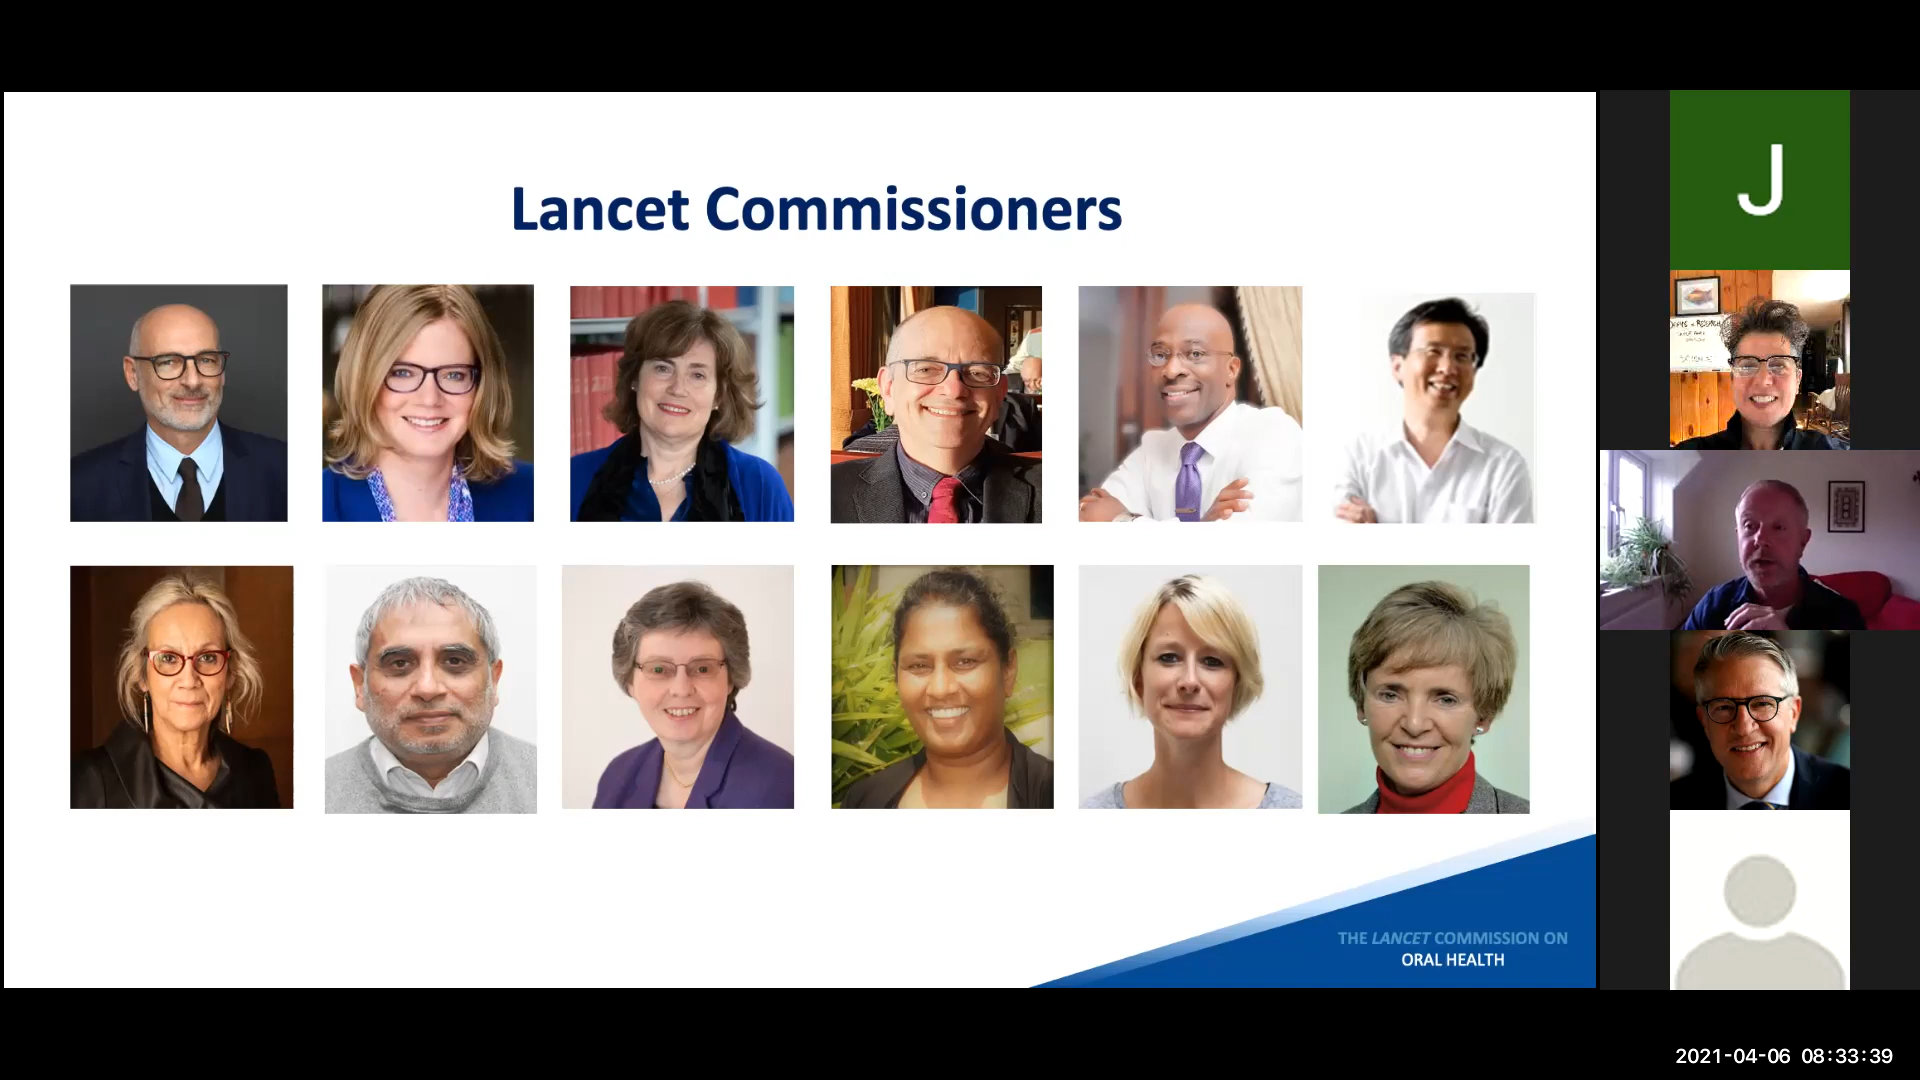 Lancet Commissioners
THE LANCET COMMISSION ON
ORAL HEALTH
J
2021-04-06 08:33:39